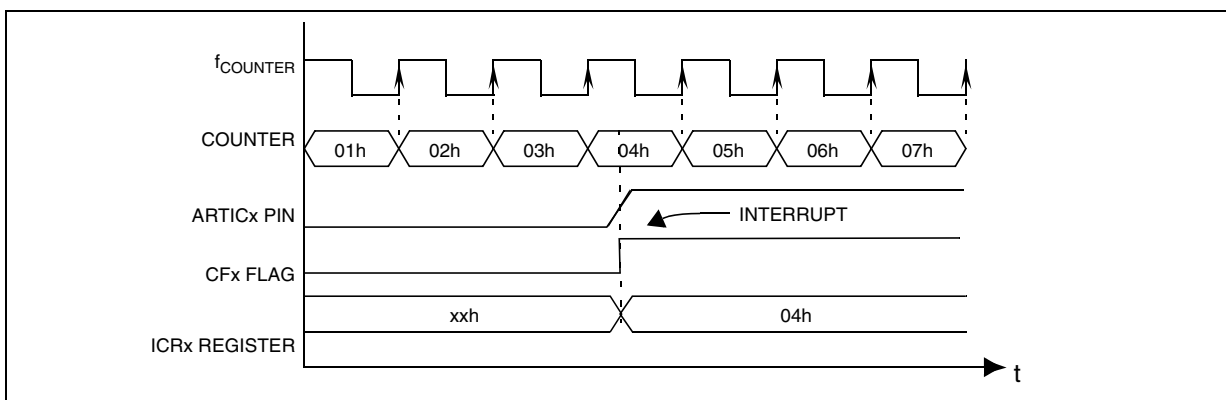 fCOUNTER
COUNTER
01h 02h 03h 04h 05h 06h 07h
ARTICx PIN
INTERRUPT
CFx FLAG
xxh 04h
ICRx REGISTER
t